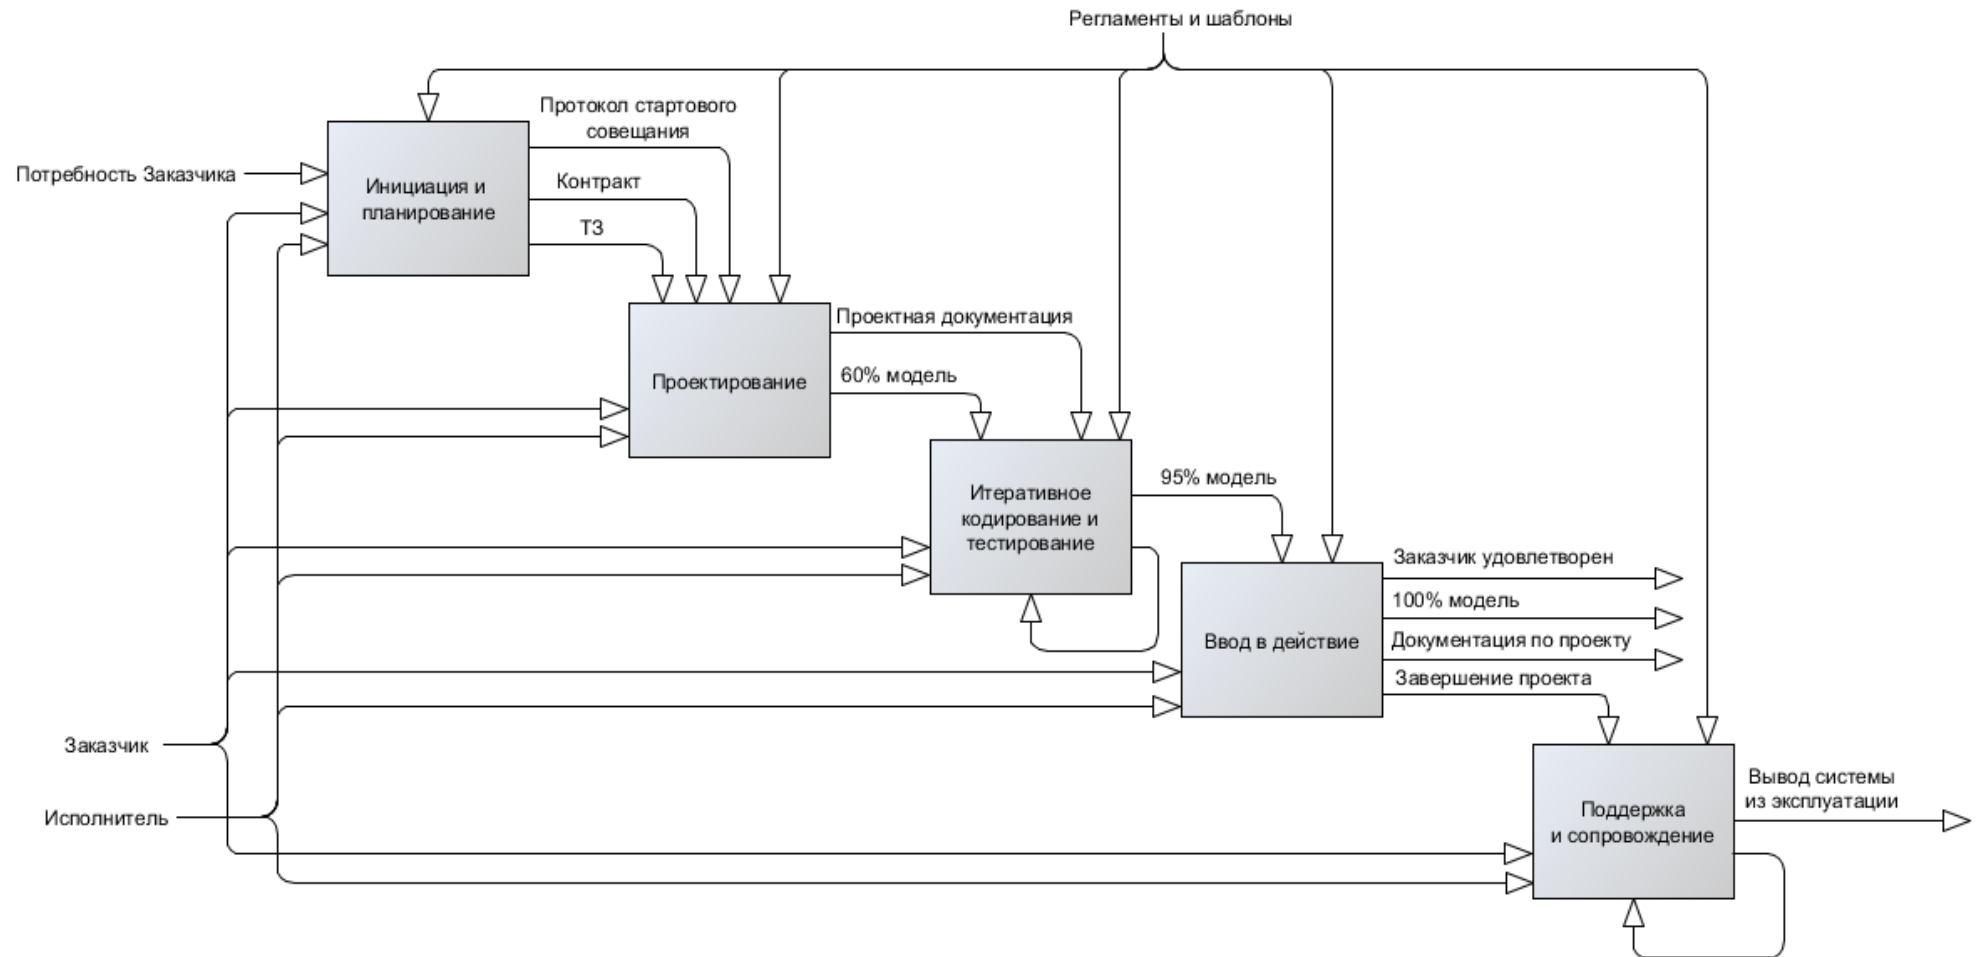 Регламенты и шаблоны
Протокол стартового
совещания
Потребность Заказчика
Инициация и
планирование
Контракт
ТЗ
Проектная документация
Проектирование
60% модель
Итеративное
кодирование и
тестирование
95% модель
Заказчик удовлетворен
100% модель
Ввод в действие
Документация по проекту
Завершение проекта
Заказчик
Исполнитель
Поддержка
и сопровождение
Вывод системы
из эксплуатации